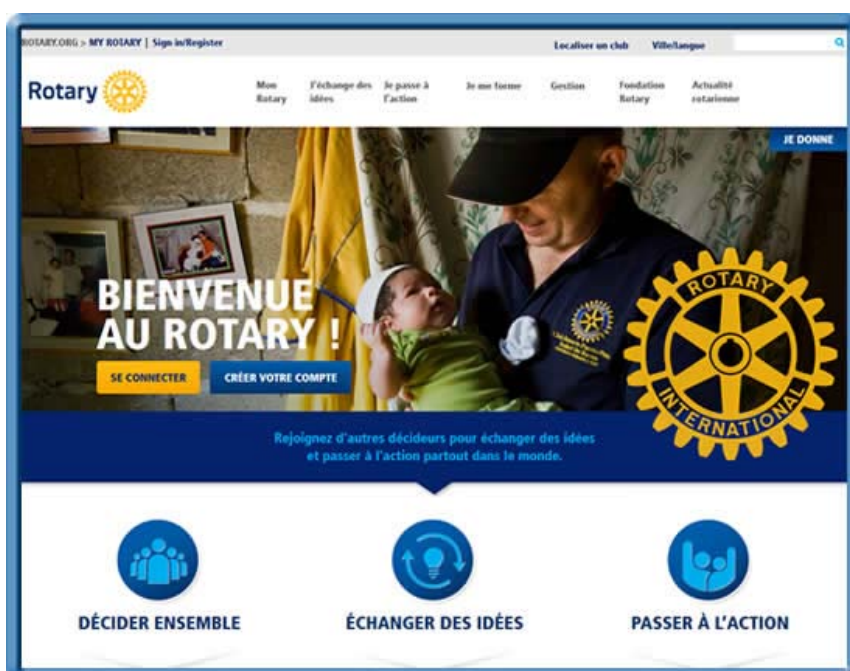 ROTARY.ORG > MY ROTARY | Sign in/Register
Localiser un club Ville/langue
Rotary
Mon Rotary
J'échange des idées
Je passe à l'action
Je me forme
Gestion
Fondation Rotary
Actualité rotarienne
JE DONNE
BIENVENUE
AU ROTARY !
SE CONNECTER CRÉER VOTRE COMPTE
ROTARY
INTERNATIONAL
Rejoignez d'autres décideurs pour échanger des idées
et passer à l'action partout dans le monde.
DÉCIDER ENSEMBLE ÉCHANGER DES IDÉES PASSER À L'ACTION